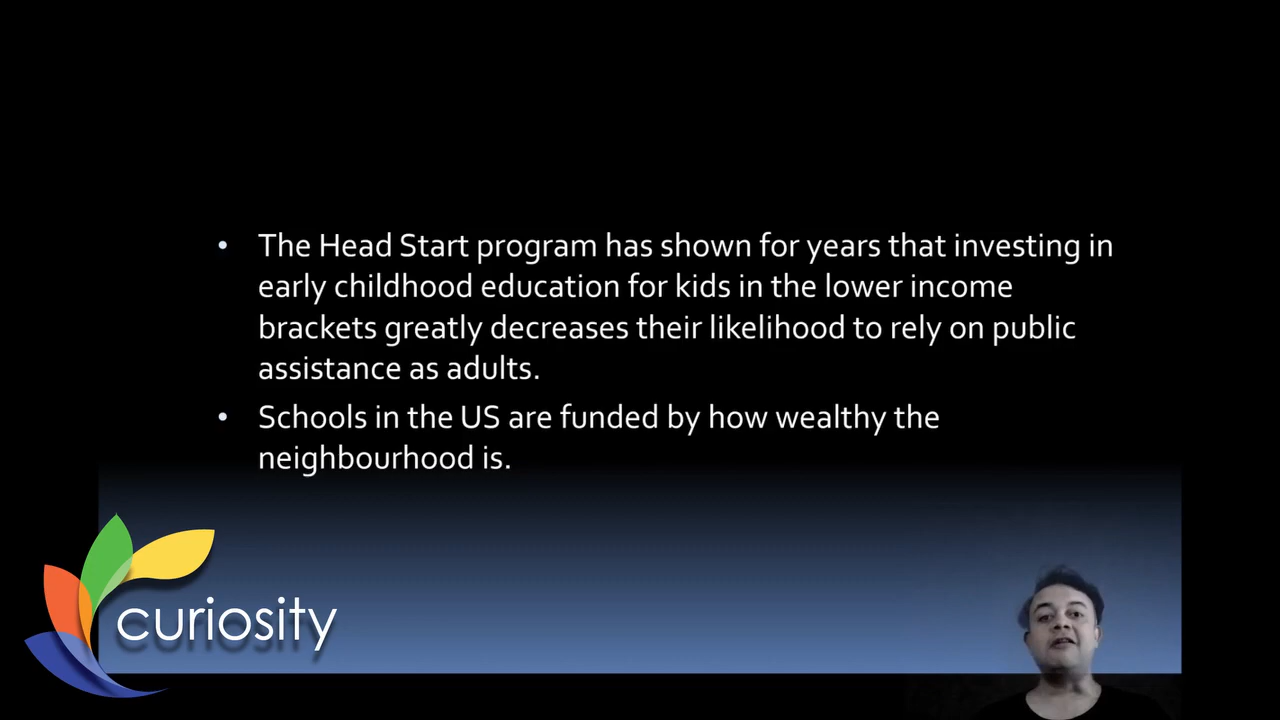 • The Head Start program has shown for years that investing in
early childhood education for kids in the lower income
brackets greatly decreases their likelihood to rely on public
assistance as adults.
• Schools in the US are funded by how wealthy the
neighbourhood is.
curiosity